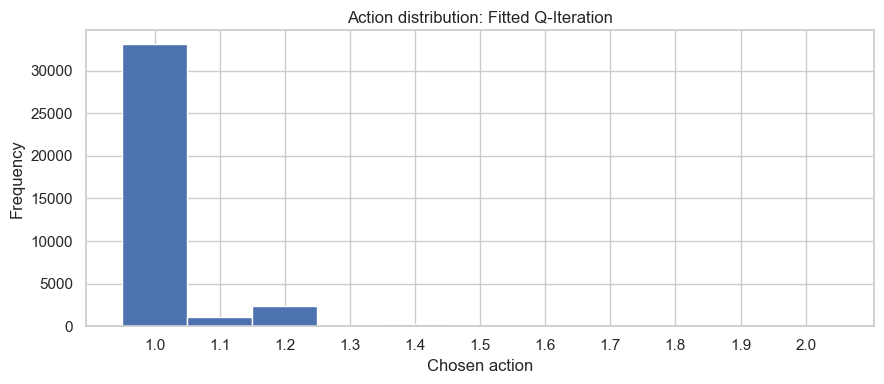 Action distribution: Fitted Q-Iteration
Frequency
30000
25000
20000
15000
10000
5000
0
1.0 1.1 1.2 1.3 1.4 1.5 1.6 1.7 1.8 1.9 2.0
Chosen action